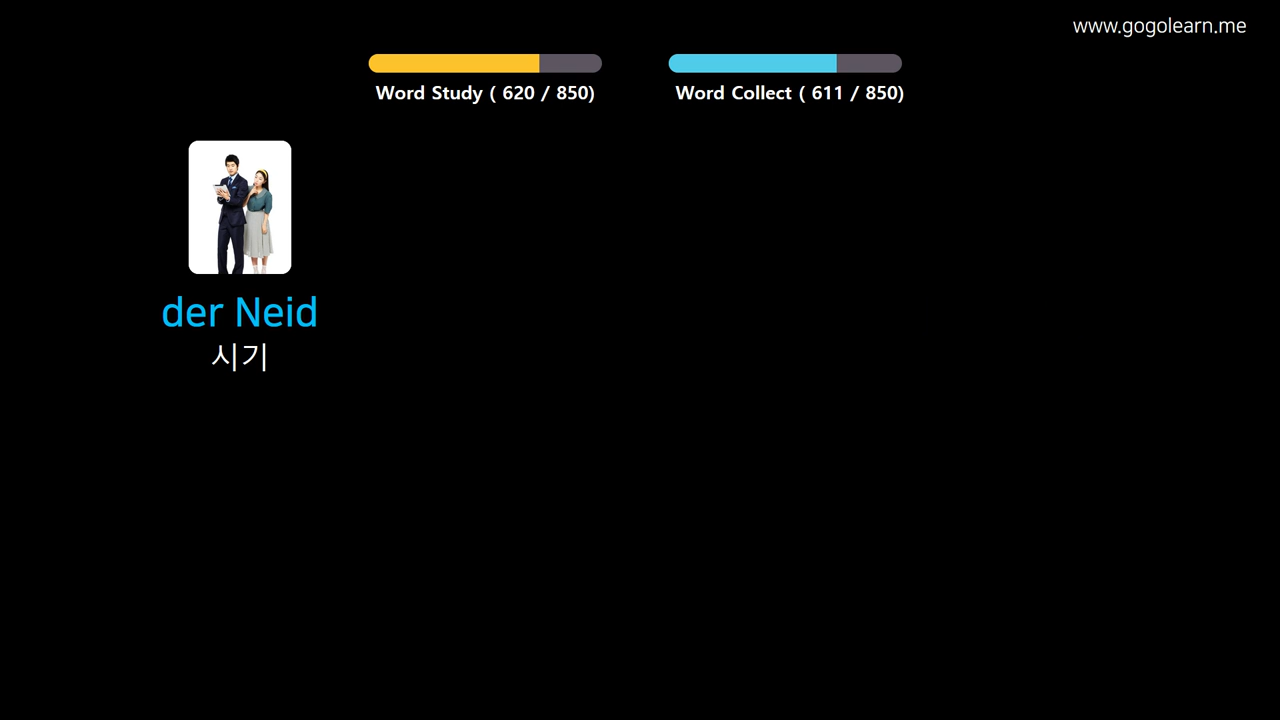 www.gogolearn.me
Word Study ( 620 / 850)
Word Collect ( 611 / 850)
der Neid
시기